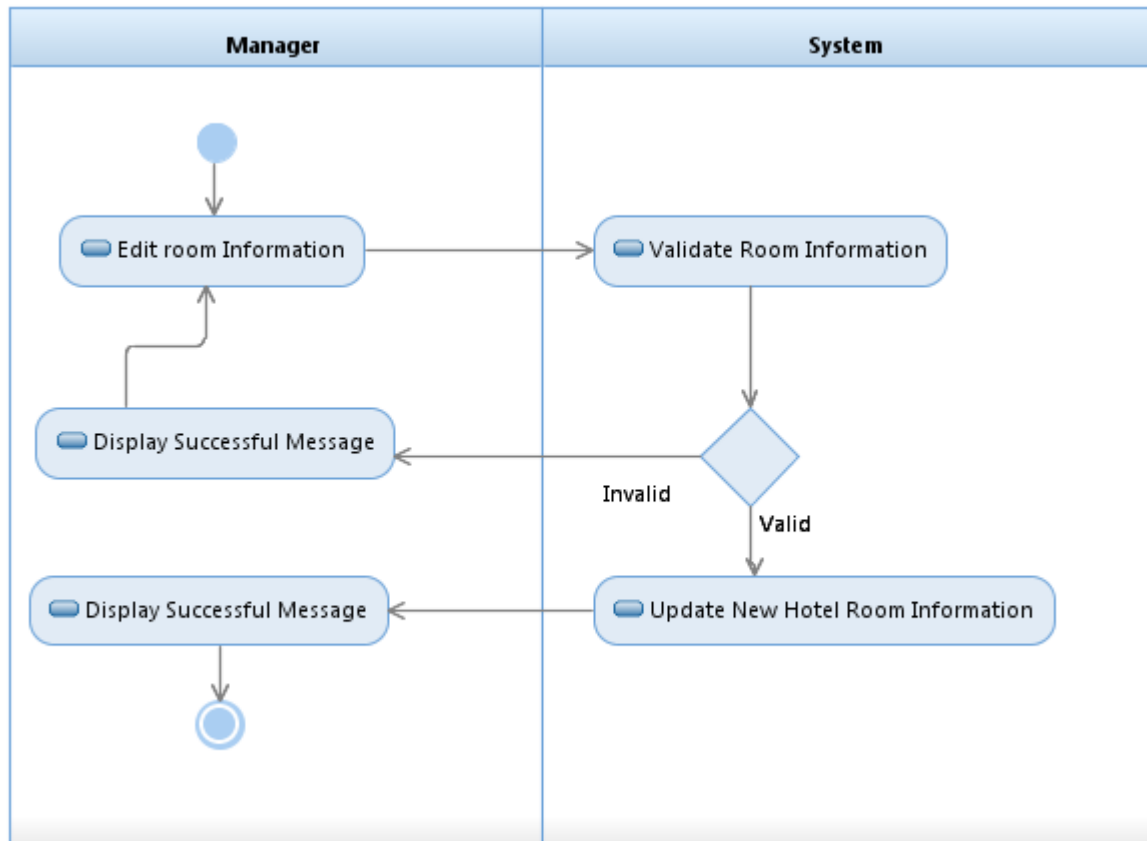 Manager
System
Edit room Information
Validate Room Information
Display Successful Message
Invalid
Valid
Display Successful Message
Update New Hotel Room Information